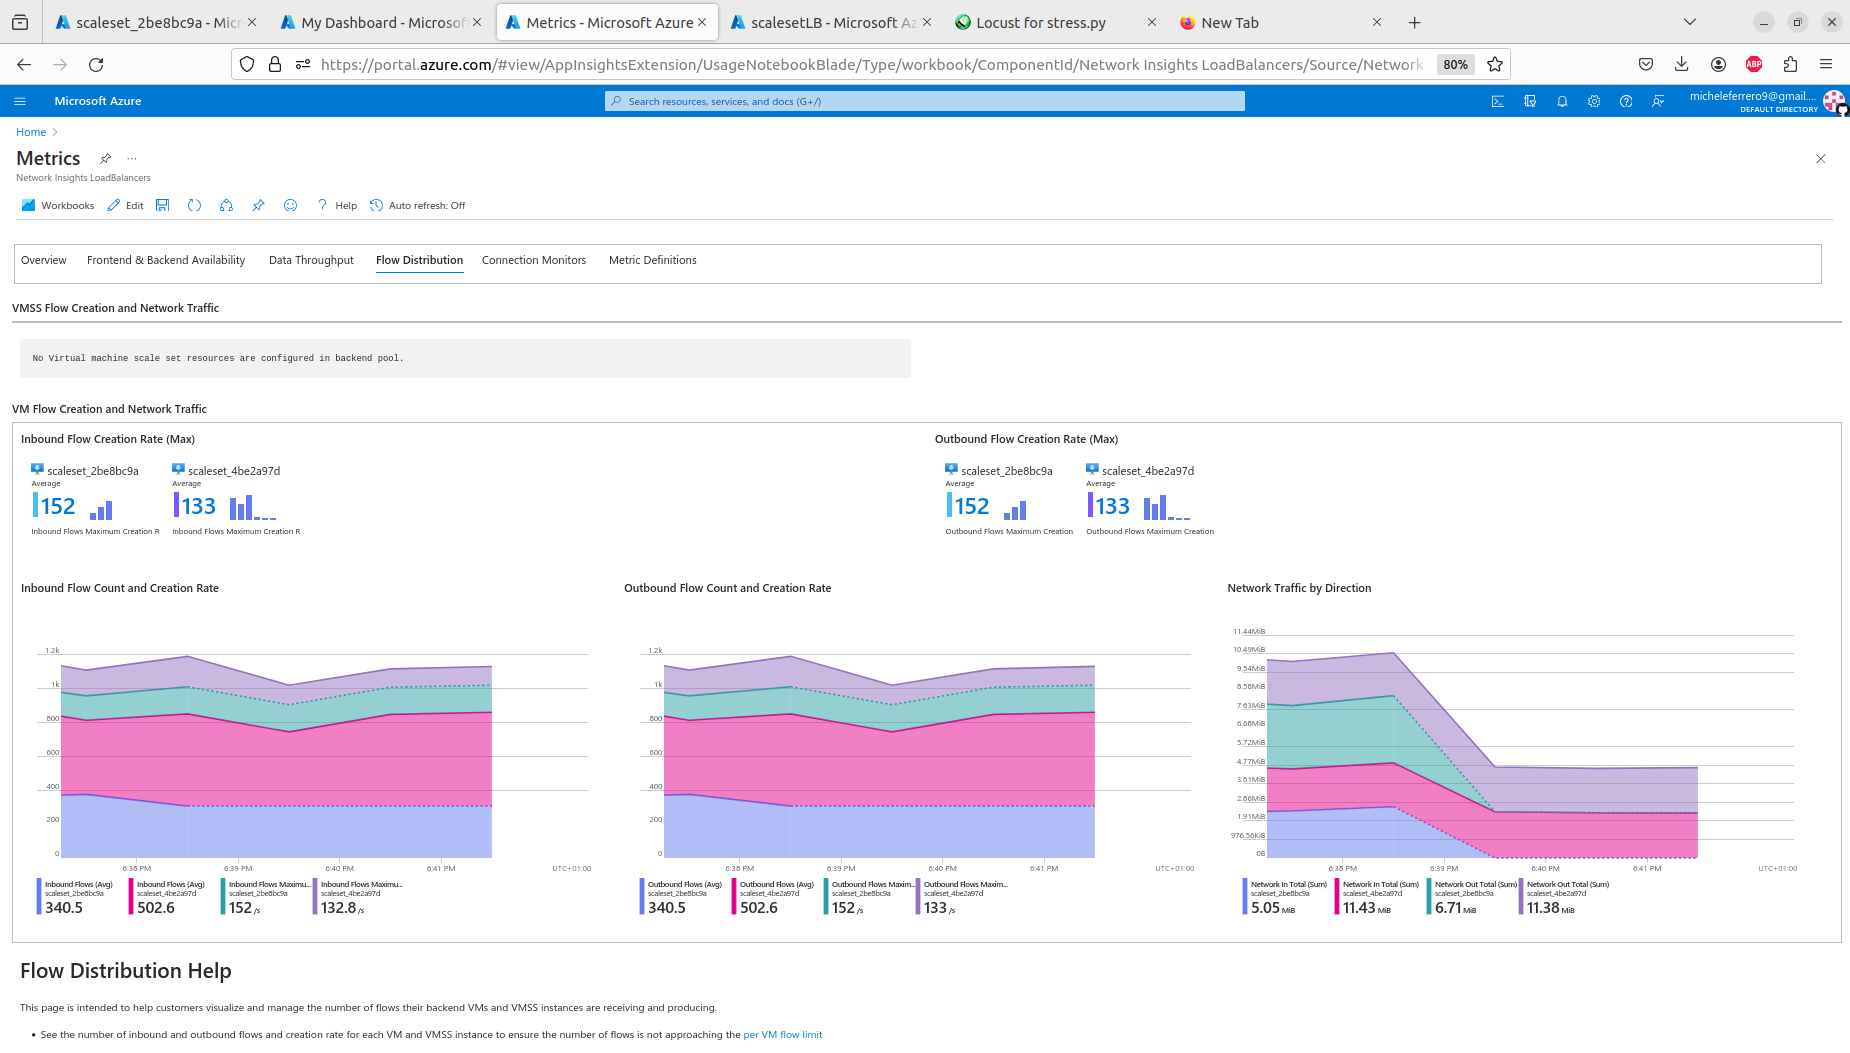 scaleset_2be8bc9a - Micr
My Dashboard - Microsof
Metrics - Microsoft Azure
scalesetLB - Microsoft Az
Locust for stress.py
New Tab
https://portal.azure.com/#view/AppInsightsExtension/UsageNotebookBlade/Type/workbook/ComponentId/Network Insights LoadBalancers/Source/Network
80%
ABP
Microsoft Azure
Search resources, services, and docs (G+/)
micheleferrero9@gmail....
DEFAULT DIRECTORY
Home
Metrics
Network Insights LoadBalancers
Workbooks Edit Help Auto refresh: Off
Overview Frontend & Backend Availability Data Throughput Flow Distribution Connection Monitors Metric Definitions
VMSS Flow Creation and Network Traffic
No Virtual machine scale set resources are configured in backend pool.
VM Flow Creation and Network Traffic
Inbound Flow Creation Rate (Max)
scaleset_2be8bc9a
Average
152
Inbound Flows Maximum Creation R
scaleset_4be2a97d
Average
133
Inbound Flows Maximum Creation R
Outbound Flow Creation Rate (Max)
scaleset_2be8bc9a
Average
152
Outbound Flows Maximum Creation
scaleset_4be2a97d
Average
133
Outbound Flows Maximum Creation
Inbound Flow Count and Creation Rate
1.2k
1k
800
600
400
200
0
6:38 PM 6:39 PM 6:40 PM 6:41 PM UTC+01:00
Inbound Flows (Avg)
scaleset_2be8bc9a
340.5
Inbound Flows (Avg)
scaleset_4be2a97d
502.6
Inbound Flows Maximu...
scaleset_2be8bc9a
152 /s
Inbound Flows Maximu...
scaleset_4be2a97d
132.8 /s
Outbound Flow Count and Creation Rate
1.2k
1k
800
600
400
200
0
6:38 PM 6:39 PM 6:40 PM 6:41 PM UTC+01:00
Outbound Flows (Avg)
scaleset_2be8bc9a
340.5
Outbound Flows (Avg)
scaleset_4be2a97d
502.6
Outbound Flows Maxim...
scaleset_2be8bc9a
152 /s
Outbound Flows Maxim...
scaleset_4be2a97d
133 /s
Network Traffic by Direction
11.44MiB
10.49MiB
9.54MiB
8.58MiB
7.63MiB
6.68MiB
5.72MiB
4.77MiB
3.81MiB
2.86MiB
1.91MiB
976.56KiB
0B
6:38 PM 6:39 PM 6:40 PM 6:41 PM UTC+01:00
Network In Total (Sum)
scaleset_2be8bc9a
5.05 MiB
Network In Total (Sum)
scaleset_4be2a97d
11.43 MiB
Network Out Total (Sum)
scaleset_2be8bc9a
6.71 MiB
Network Out Total (Sum)
scaleset_4be2a97d
11.38 MiB
Flow Distribution Help
This page is intended to help customers visualize and manage the number of flows their backend VMs and VMSS instances are receiving and producing.
• See the number of inbound and outbound flows and creation rate for each VM and VMSS instance to ensure the number of flows is not approaching the per VM flow limit